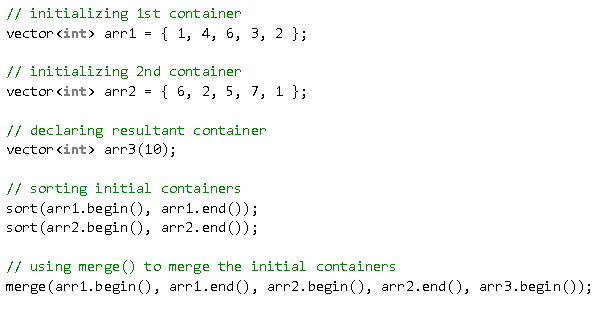 // initializing 1st container
vector<int> arr1 = { 1, 4, 6, 3, 2 };
// initializing 2nd container
vector<int> arr2 = { 6, 2, 5, 7, 1 };
// declaring resultant container
vector<int> arr3(10);
// sorting initial containers
sort(arr1.begin(), arr1.end());
sort(arr2.begin(), arr2.end());
// using merge() to merge the initial containers
merge(arr1.begin(), arr1.end(), arr2.begin(), arr2.end(), arr3.begin());